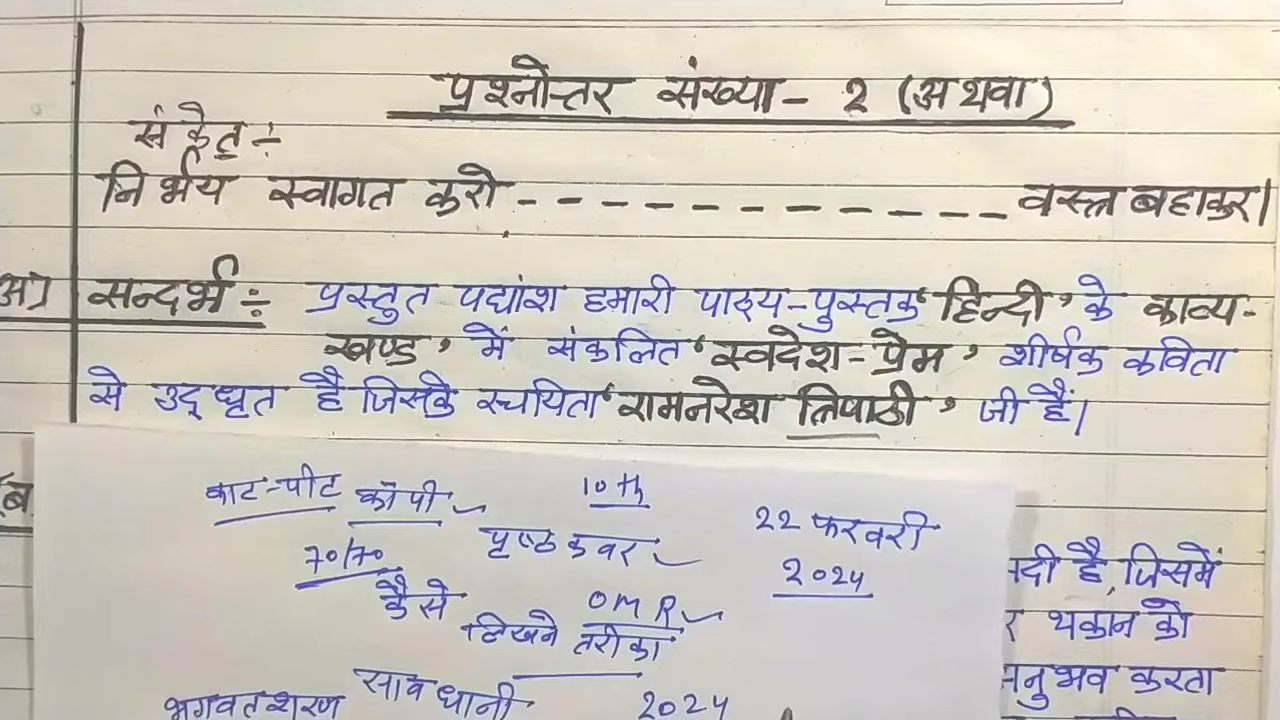 प्रश्नोत्तर संख्या - २ (अथवा)
संकेत :-
निर्भय स्वागत करो - - - - - - - - - - - - वस्त्र बहाकर।
अ) सन्दर्भ :- प्रस्तुत पद्यांश हमारी पाठ्य-पुस्तक 'हिन्दी' के काव्य-
खण्ड' में संकलित 'स्वदेश-प्रेम' शीर्षक कविता
से उद्धृत है जिसके रचयिता 'रामनरेश त्रिपाठी' जी हैं।
(ब
काट-पीट कॉपी 10th
22 फरवरी
70/70 पृष्ठ कवर
2024
कैसे OMR
लिखने तरीका
भगवतशरण सावधानी 2024
है, जिसमें
थकान को
करता